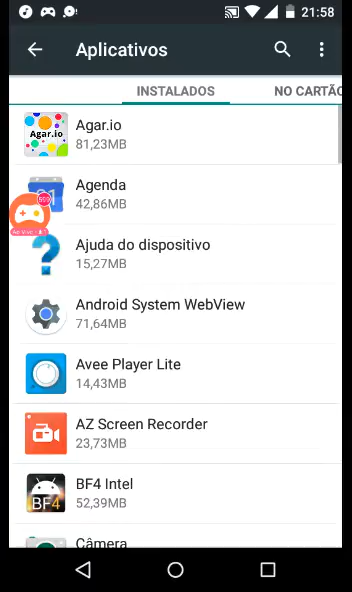 21:58
Aplicativos
INSTALADOS
NO CARTÃO
Agar.io
Agar.io
81,23MB
Agenda
42,86MB
Ajuda do dispositivo
15,27MB
Android System WebView
71,64MB
Avee Player Lite
14,43MB
AZ Screen Recorder
23,73MB
BF4
BF4 Intel
52,39MB
Câmera